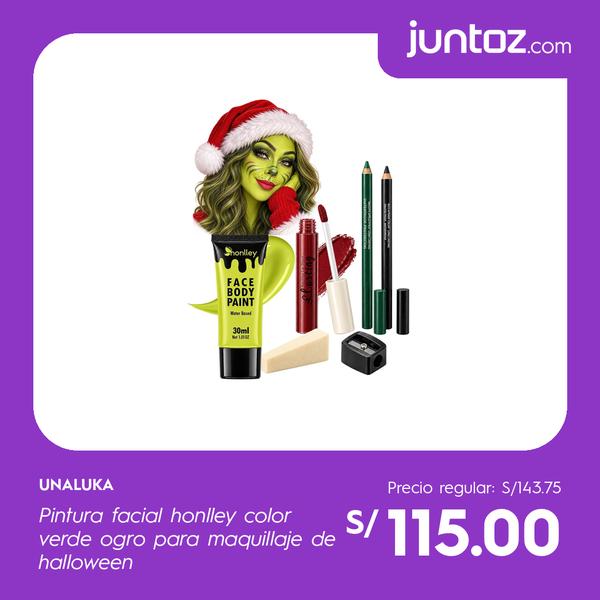 juntoz.com
honlley
FACE
BODY
PAINT
Water Based
30ml
UNALUKA
Pintura facial honlley color
verde ogro para maquillaje de
halloween
Precio regular: S/143.75
S/115.00